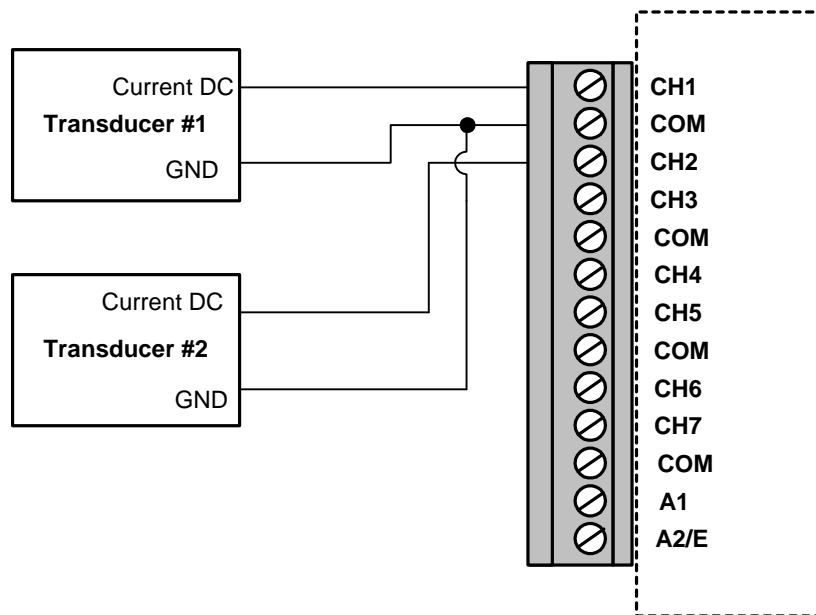 Current DC
Transducer #1
GND
Current DC
Transducer #2
GND
CH1
COM
CH2
CH3
COM
CH4
CH5
COM
CH6
CH7
COM
A1
A2/E